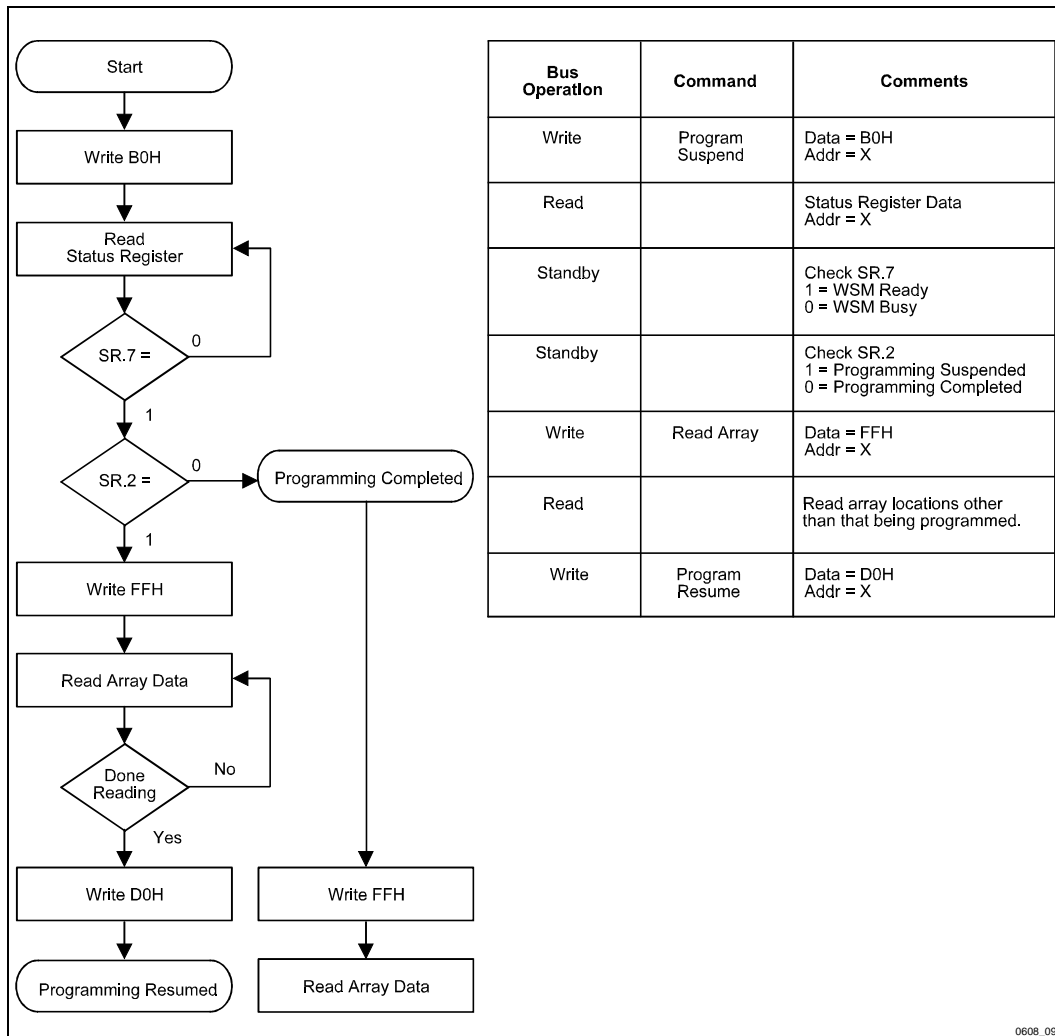 Start
Write B0H
Read
Status Register
SR.7 =
0
1
SR.2 =
0
Programming Completed
1
Write FFH
Read Array Data
Done
Reading
No
Yes
Write D0H
Write FFH
Programming Resumed
Read Array Data
Bus
Operation
Command
Comments
Write
Program
Suspend
Data = B0H
Addr = X
Read
Status Register Data
Addr = X
Standby
Check SR.7
1 = WSM Ready
0 = WSM Busy
Standby
Check SR.2
1 = Programming Suspended
0 = Programming Completed
Write
Read Array
Data = FFH
Addr = X
Read
Read array locations other
than that being programmed.
Write
Program
Resume
Data = D0H
Addr = X
0608_09